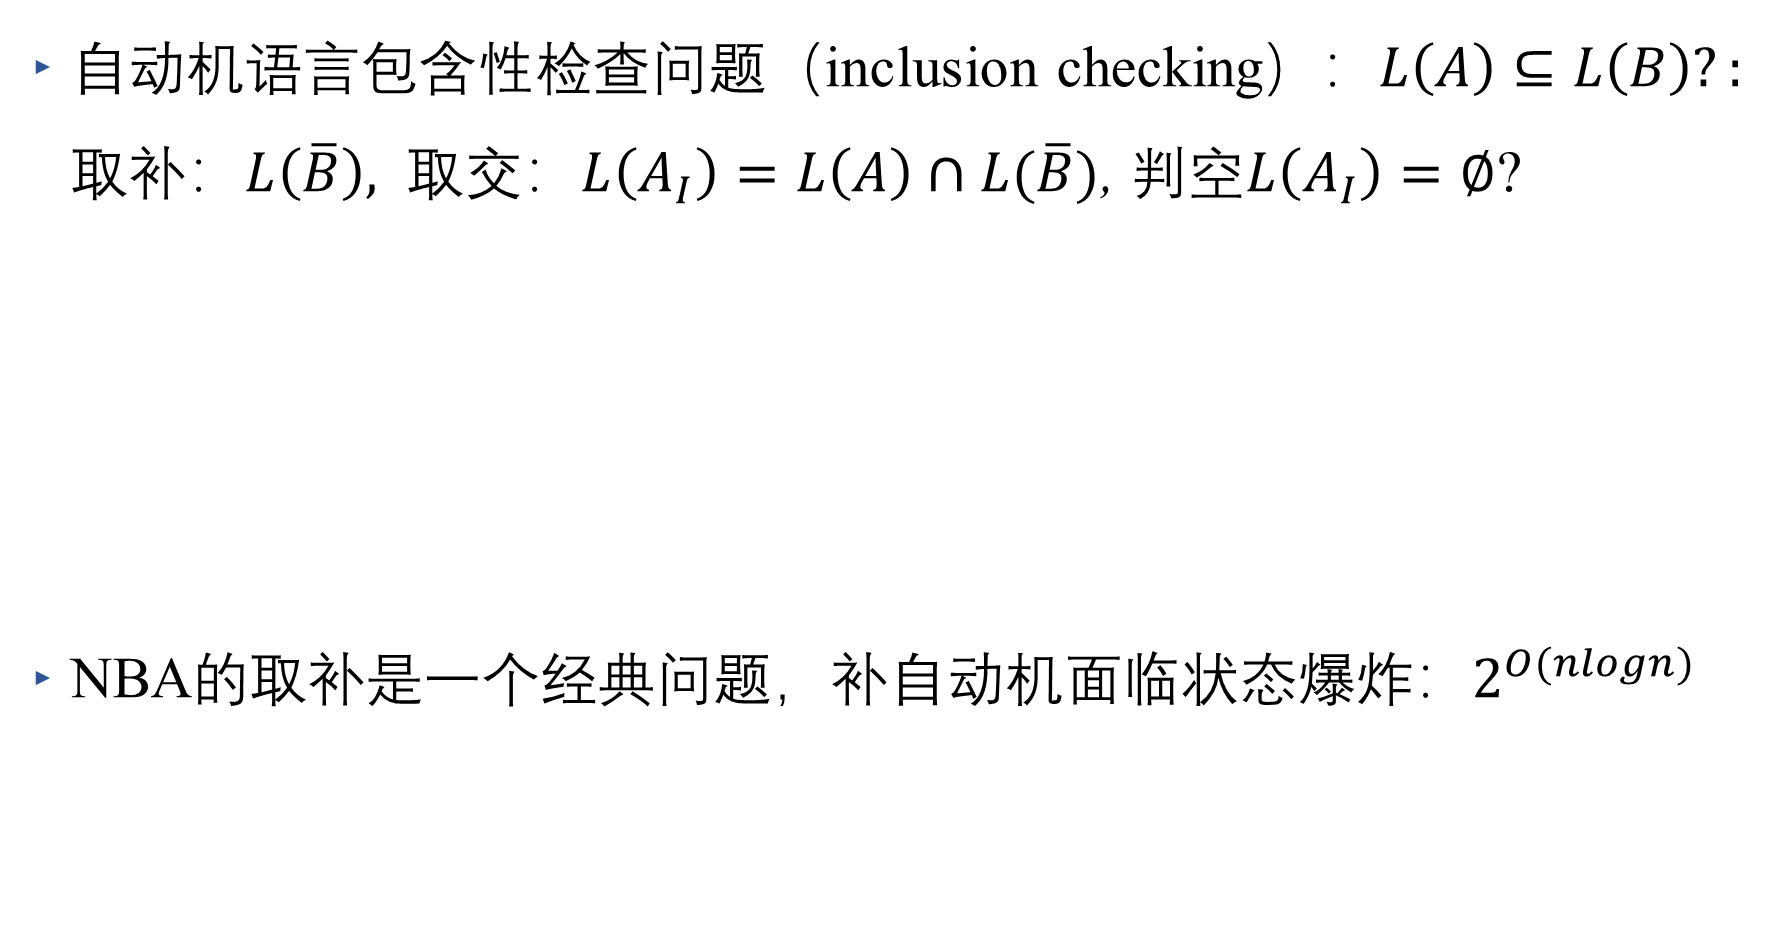 ▸ 自动机语言包含性检查问题（inclusion checking）： L(A) ⊆ L(B)?:
取补：L(B̅), 取交：L(A_I) = L(A) ∩ L(B̅), 判空L(A_I) = ∅?
▸ NBA的取补是一个经典问题，补自动机面临状态爆炸：2^{O(nlogn)}